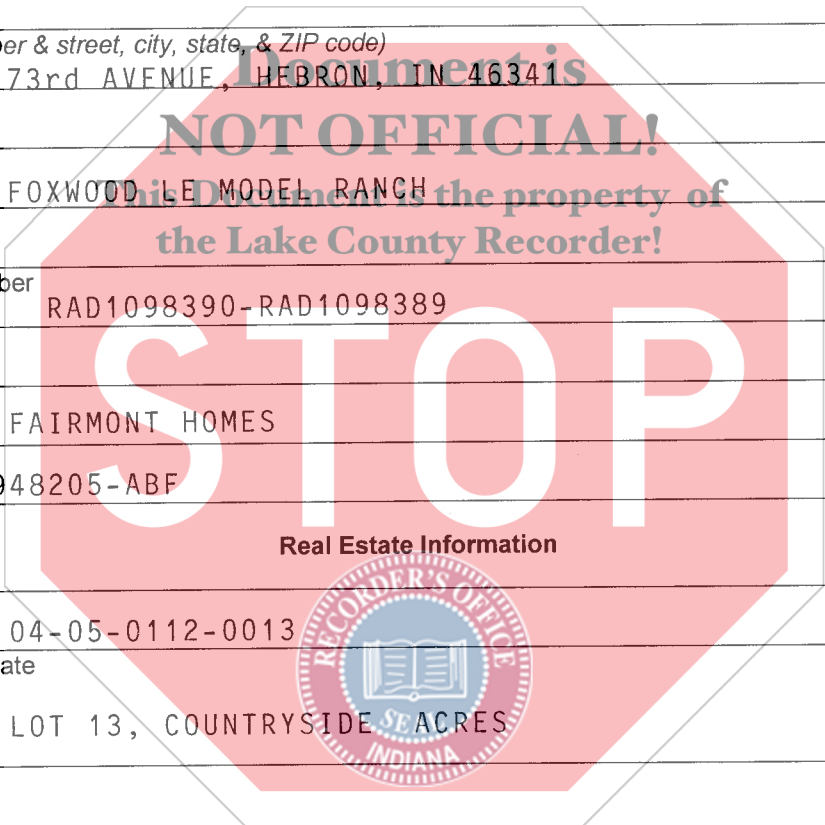 er & street, city, state, & ZIP code)
Document is
73rd AVENUE, HEBRON, IN 46341
NOT OFFICIAL!
FOXWOOD LE MODEL RANCH
This Document is the property of
the Lake County Recorder!
ber
RAD1098390-RAD1098389
STOP
FAIRMONT HOMES
948205-ABF
Real Estate Information
RECORDER'S OFFICE
04-05-0112-0013
ate
SEAL
LOT 13, COUNTRYSIDE ACRES
INDIANA